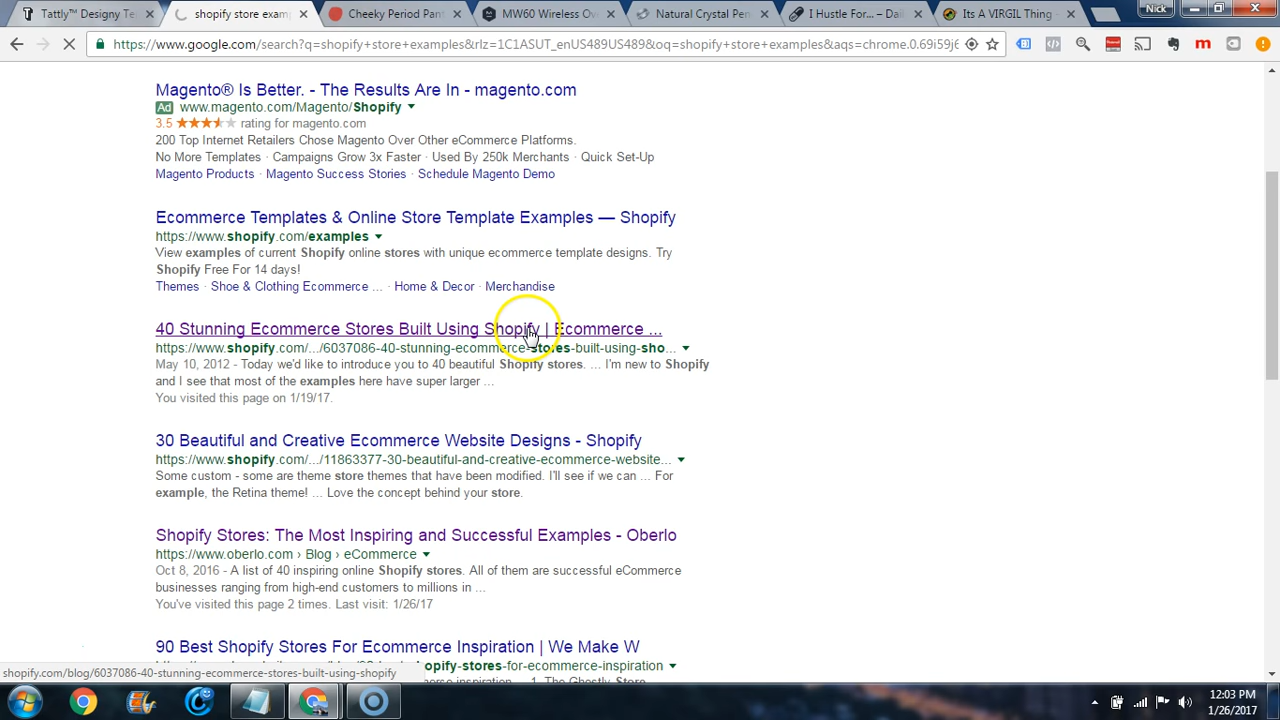 Tattly™ Designy Te
shopify store exam
Cheeky Period Pant
MW60 Wireless Ov
Natural Crystal Pen
I Hustle For... – Dail
Its A VIRGIL Thing -
Nick
https://www.google.com/search?q=shopify+store+examples&rlz=1C1ASUT_enUS489US489&oq=shopify+store+examples&aqs=chrome.0.69i59j6
Magento® Is Better. - The Results Are In - magento.com
Ad www.magento.com/Magento/Shopify
3.5 rating for magento.com
200 Top Internet Retailers Chose Magento Over Other eCommerce Platforms.
No More Templates · Campaigns Grow 3x Faster · Used By 250k Merchants · Quick Set-Up
Magento Products · Magento Success Stories · Schedule Magento Demo
Ecommerce Templates & Online Store Template Examples — Shopify
https://www.shopify.com/examples
View examples of current Shopify online stores with unique ecommerce template designs. Try
Shopify Free For 14 days!
Themes · Shoe & Clothing Ecommerce ... · Home & Decor · Merchandise
40 Stunning Ecommerce Stores Built Using Shopify | Ecommerce ...
https://www.shopify.com/.../6037086-40-stunning-ecommerce-stores-built-using-sho...
May 10, 2012 - Today we'd like to introduce you to 40 beautiful Shopify stores. ... I'm new to Shopify
and I see that most of the examples here have super larger ...
You visited this page on 1/19/17.
30 Beautiful and Creative Ecommerce Website Designs - Shopify
https://www.shopify.com/.../11863377-30-beautiful-and-creative-ecommerce-website...
Some custom - some are theme store themes that have been modified. I'll see if we can ... For
example, the Retina theme! ... Love the concept behind your store.
Shopify Stores: The Most Inspiring and Successful Examples - Oberlo
https://www.oberlo.com › Blog › eCommerce
Oct 8, 2016 - A list of 40 inspiring online Shopify stores. All of them are successful eCommerce
businesses ranging from high-end customers to millions in ...
You've visited this page 2 times. Last visit: 1/26/17
90 Best Shopify Stores For Ecommerce Inspiration | We Make W
opify-stores-for-ecommerce-inspiration
shopify.com/blog/6037086-40-stunning-ecommerce-stores-built-using-shopify
merce inspiration ... 1. The Ghostly Store
12:03 PM
1/26/2017